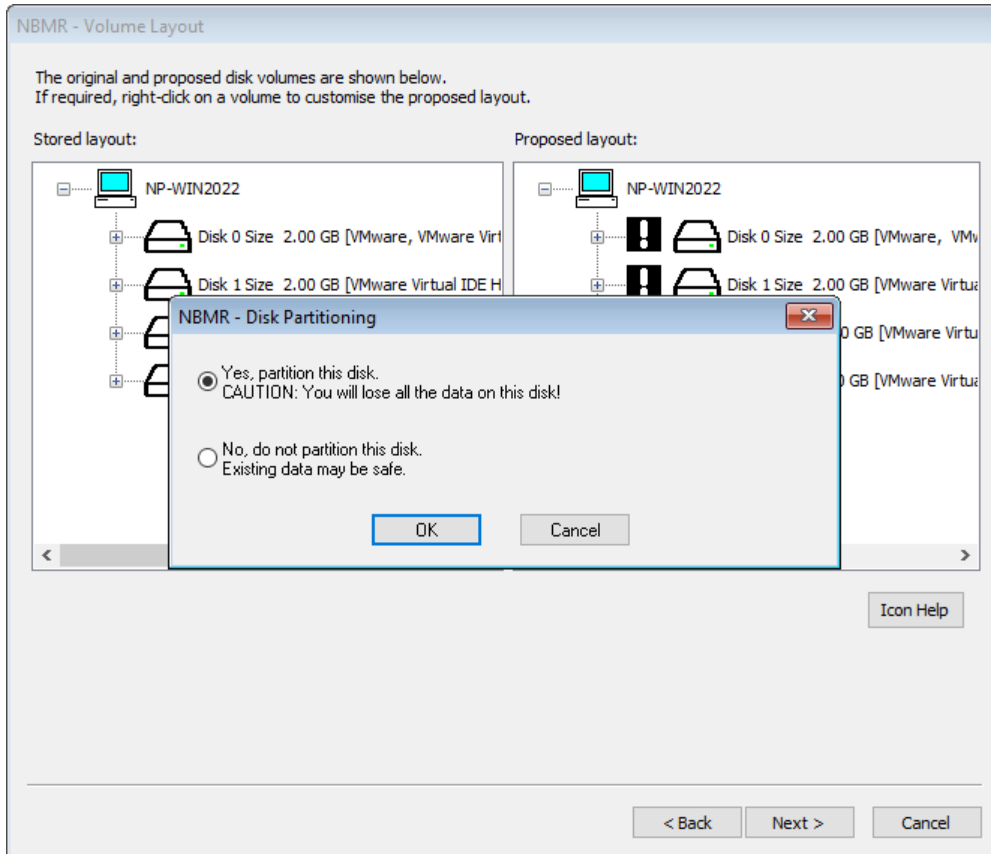 NBMR - Volume Layout
The original and proposed disk volumes are shown below.
If required, right-click on a volume to customise the proposed layout.
Stored layout:
Proposed layout:
NP-WIN2022
NP-WIN2022
Disk 0 Size 2.00 GB [VMware, VMware Virt
Disk 0 Size 2.00 GB [VMware, VMw
Disk 1 Size 2.00 GB [VMware Virtual IDE H
Disk 1 Size 2.00 GB [VMware Virtua
NBMR - Disk Partitioning
0 GB [VMware Virtu
GB [VMware Virtua
Yes, partition this disk.
CAUTION: You will lose all the data on this disk!
No, do not partition this disk.
Existing data may be safe.
OK
Cancel
Icon Help
< Back
Next >
Cancel